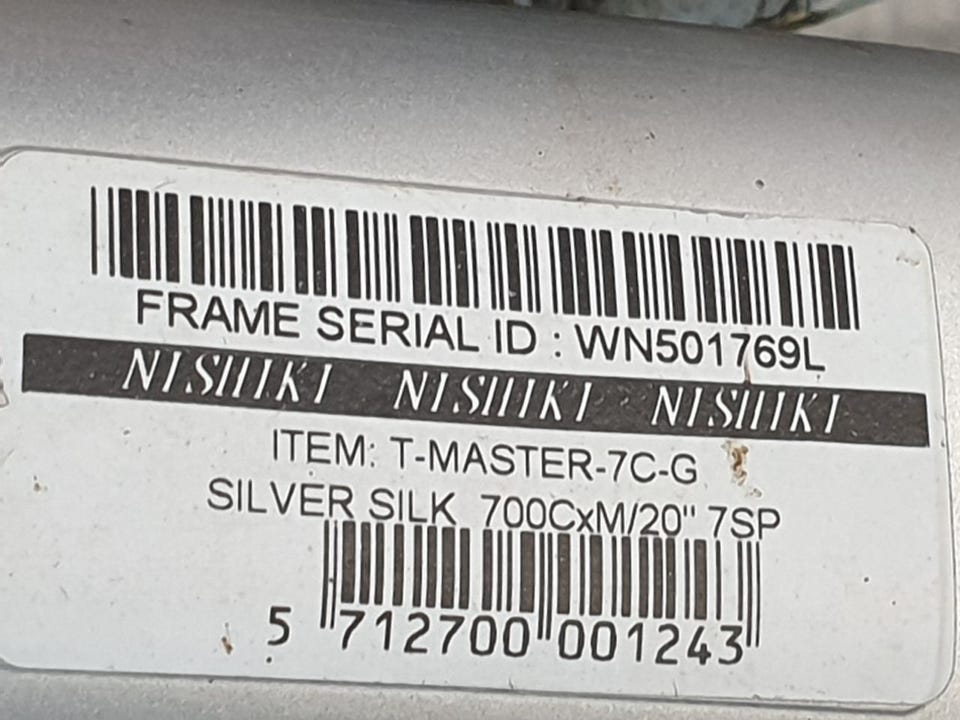 FRAME SERIAL ID : WN501769L
NISHIKI NISHIKI NISHIKI
ITEM: T-MASTER-7C-G
SILVER SILK 700CxM/20" 7SP
5 712700 001243